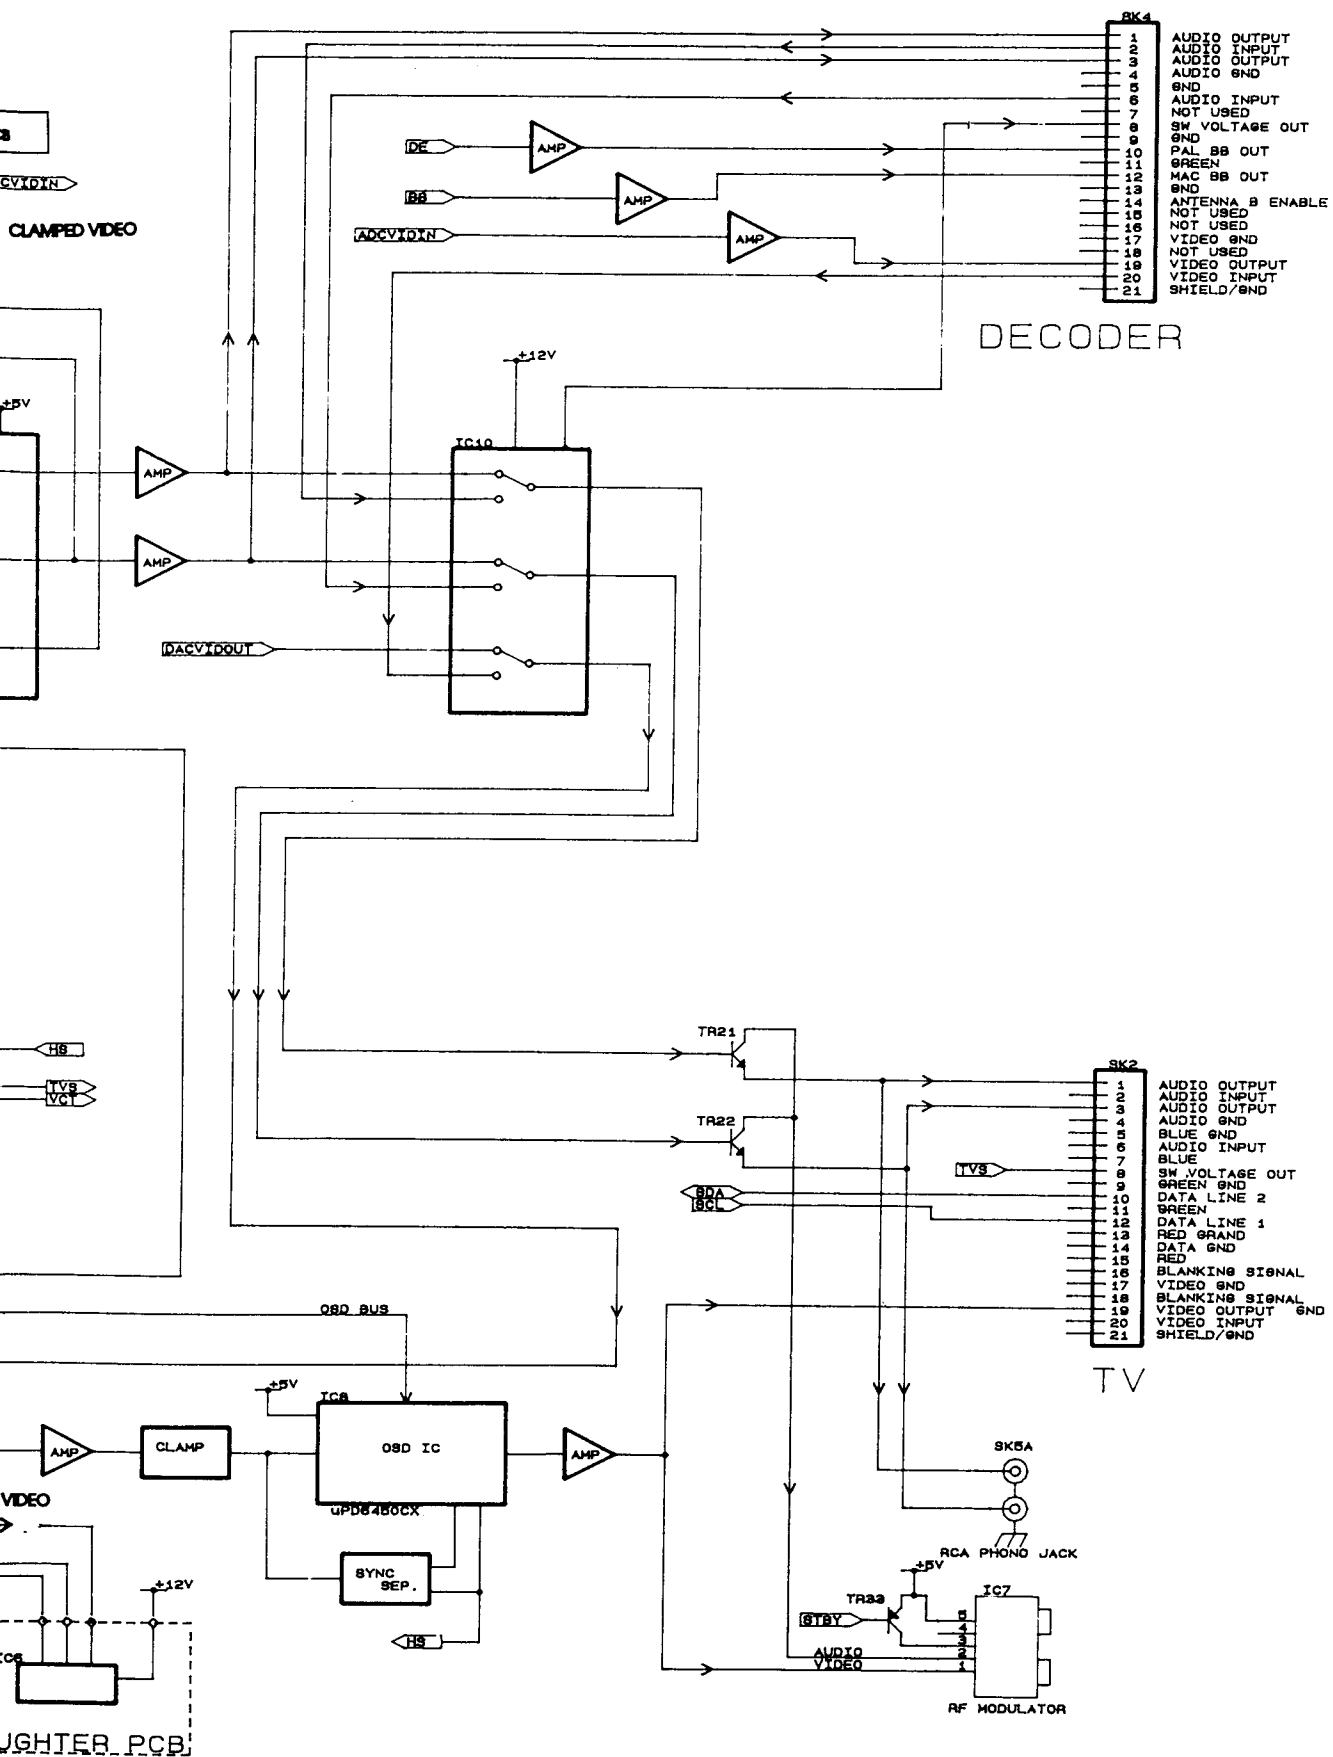 SK4
1 AUDIO OUTPUT
2 AUDIO INPUT
3 AUDIO OUTPUT
4 AUDIO GND
5 GND
6 AUDIO INPUT
7 NOT USED
8 SW VOLTAGE OUT
9 GND
10 PAL BB OUT
11 GREEN
12 MAC BB OUT
13 GND
14 ANTENNA B ENABLE
15 NOT USED
16 NOT USED
17 VIDEO GND
18 NOT USED
19 VIDEO OUTPUT
20 VIDEO INPUT
21 SHIELD/GND
DECODER
DE
AMP
BB
AMP
ADCVIDIN
AMP
CVIDIN
CLAMPED VIDEO
+5V
+12V
IC10
AMP
AMP
DACVIDOUT
HS
TVS
VCT
TR21
TR22
SK2
1 AUDIO OUTPUT
2 AUDIO INPUT
3 AUDIO OUTPUT
4 AUDIO GND
5 BLUE GND
6 AUDIO INPUT
7 BLUE
8 SW VOLTAGE OUT
9 GREEN GND
10 DATA LINE 2
11 GREEN
12 DATA LINE 1
13 RED GRAND
14 DATA GND
15 RED
16 BLANKING SIGNAL
17 VIDEO GND
18 BLANKING SIGNAL
19 VIDEO OUTPUT GND
20 VIDEO INPUT
21 SHIELD/GND
TV
TVS
SDA
SCL
OSD BUS
+5V
IC8
AMP
CLAMP
OSD IC
AMP
uPD6450CX
SYNC
SEP.
HS
VIDEO
+12V
IC6
UGHTER PCB
SK5A
RCA PHONO JACK
+5V
TR33
IC7
STBY
5
4
3
AUDIO 2
VIDEO 1
RF MODULATOR